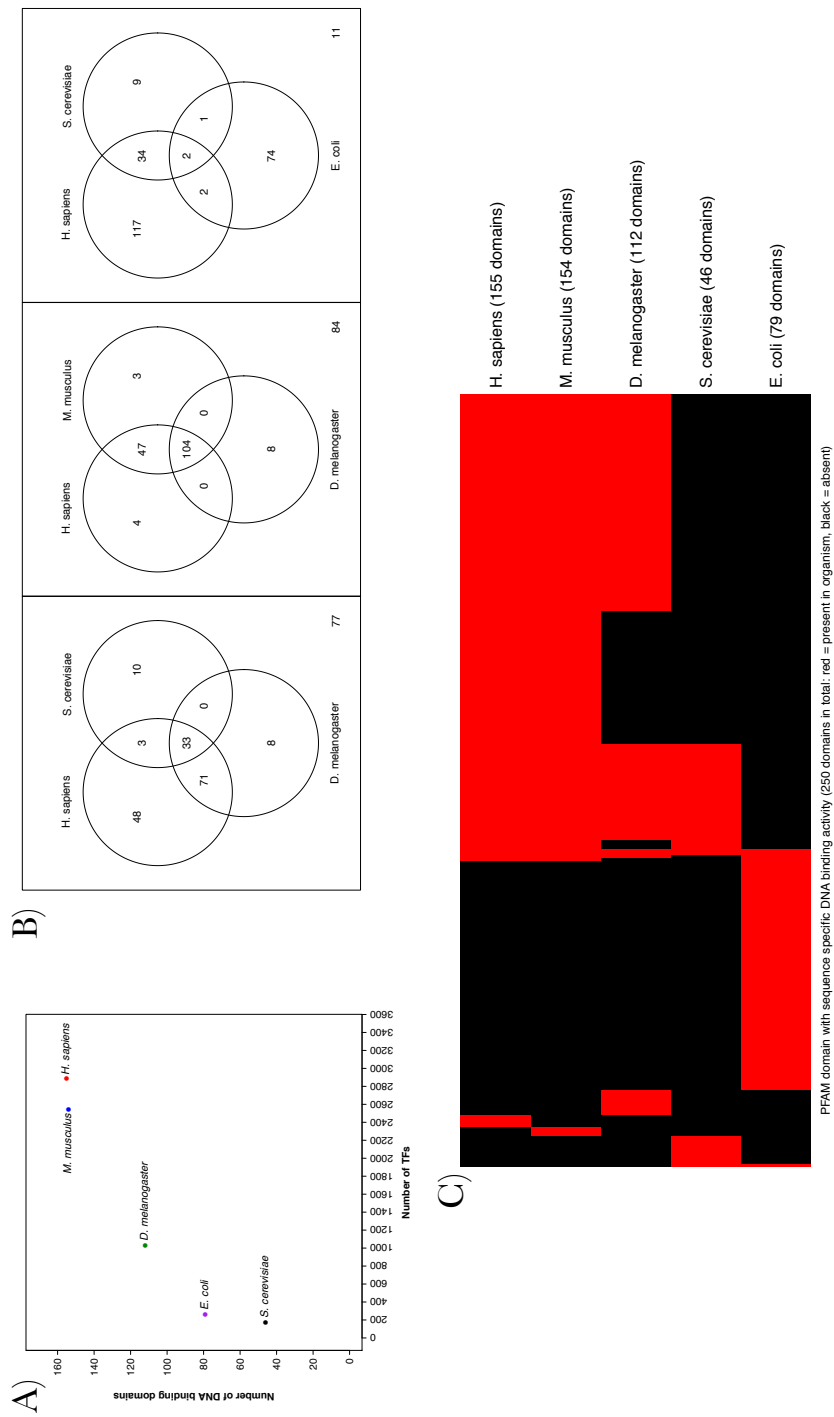 A)
Number of DNA binding domains
160
140
120
100
80
60
40
20
0
M. musculus
H. sapiens
D. melanogaster
E. coli
S. cerevisiae
0
200
400
600
800
1000
1200
1400
1600
1800
2000
2200
2400
2600
2800
3000
3200
3400
3600
Number of TFs
B)
H. sapiens
S. cerevisiae
48
3
10
33
71
0
8
D. melanogaster
77
H. sapiens
M. musculus
4
47
3
104
0
0
8
D. melanogaster
84
H. sapiens
S. cerevisiae
117
34
9
2
2
1
74
E. coli
11
C)
H. sapiens (155 domains)
M. musculus (154 domains)
D. melanogaster (112 domains)
S. cerevisiae (46 domains)
E. coli (79 domains)
PFAM domain with sequence specific DNA binding activity (250 domains in total: red = present in organism, black = absent)